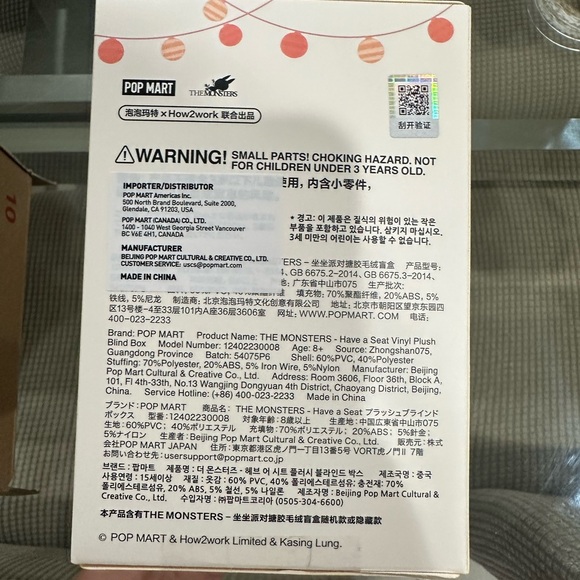 POP MART THE MONSTERS
泡泡玛特 × How2work 联合出品
刮开验证
⚠WARNING! SMALL PARTS! CHOKING HAZARD. NOT
FOR CHILDREN UNDER 3 YEARS OLD.
使用，内含小零件，
IMPORTER/DISTRIBUTOR
POP MART Americas Inc.
500 North Brand Boulevard, Suite 2000,
Glendale, CA 91203, USA
POP MART (CANADA) CO., LTD.
1400 - 1040 West Georgia Street Vancouver
BC V6E 4H1, CANADA
MANUFACTURER
BEIJING POP MART CULTURAL & CREATIVE CO., LTD.
CUSTOMER SERVICE: uscs@popmart.com
MADE IN CHINA
* 경고: 이 제품은 질식의 위험이 있는 작은
부품을 포함하고 있습니다. 삼키지 마십시오.
3세 미만의 어린이는 사용할 수 없습니다.
STERS — 坐坐派对搪胶毛绒盲盒 产品型号:
GB 6675.2-2014、GB 6675.3-2014、
广东省中山市075 生产批次:
填充物: 70%聚酯纤维, 20%ABS, 5%
铁线, 5%尼龙 制造商: 北京泡泡玛特文化创意有限公司 地址: 北京市朝阳区望京东园四
区13号楼-4至33层101内A座36层3606室 网址: WWW.POPMART.COM 电话:
400-023-2233
Brand: POP MART Product Name: THE MONSTERS - Have a Seat Vinyl Plush
Blind Box Model Number: 12402230008 Age: 8+ Source: Zhongshan075,
Guangdong Province Batch: 54075P6 Shell: 60%PVC, 40%Polyester
Stuffing: 70%Polyester, 20%ABS, 5% Iron Wire, 5%Nylon Manufacturer: Beijing
Pop Mart Cultural & Creative Co., Ltd. Address: Room 3606, Floor 36th, Block A,
101, Fl 4th-33th, No.13 Wangjing Dongyuan 4th District, Chaoyang District, Beijing,
China. Service Hotline: (+86) 400-023-2233 Made in China
ブランド: POP MART 商品名: THE MONSTERS - Have a Seat プラッシュブラインド
ボックス 型番: 12402230008 対象年齢: 8歳以上 生産地: 中国広東省中山市075
生地: 60%PVC; 40%ポリエステル 充填物: 70%ポリエステル; 20%ABS; 5%針金;
5%ナイロン 生産者: Beijing Pop Mart Cultural & Creative Co., Ltd. 販売元: 株式
会社POP MART JAPAN 住所: 東京都港区虎ノ門一丁目13番5号 VORT虎ノ門II 7階
お問い合わせ先: usersupport@popmart.co.jp
브랜드 : 팝마트 제품명 : 더 몬스터즈 - 헤브 어 시트 플러시 블라인드 박스 제조국명 : 중국
사용연령 : 15세이상 재질 : 옷감: 60% PVC, 40% 폴리에스테르섬유, 충전재: 70%
폴리에스테르섬유, 20% ABS, 5% 철선, 5% 나일론 제조자명 : Beijing Pop Mart Cultural &
Creative Co., Ltd. 수입자명 : ㈜팝마트코리아 (0505-304-6600)
本产品盒内含有THE MONSTERS - 坐坐派对搪胶毛绒盲盒随机款或隐藏款
© POP MART & How2work Limited & Kasing Lung.
10